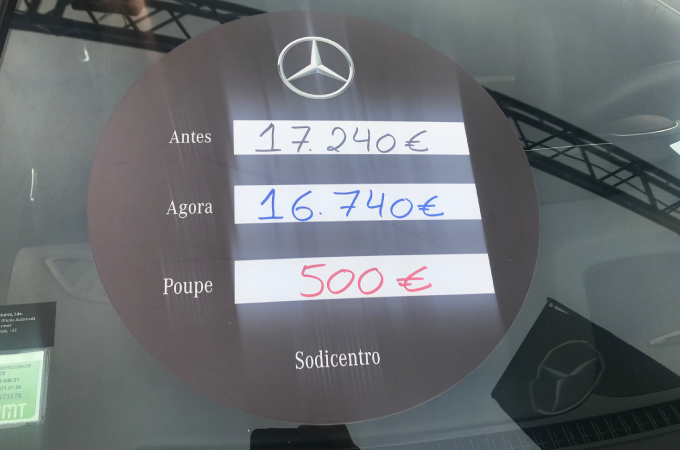 Antes 17.240€
Agora 16.740€
Poupe 500€
Sodicentro